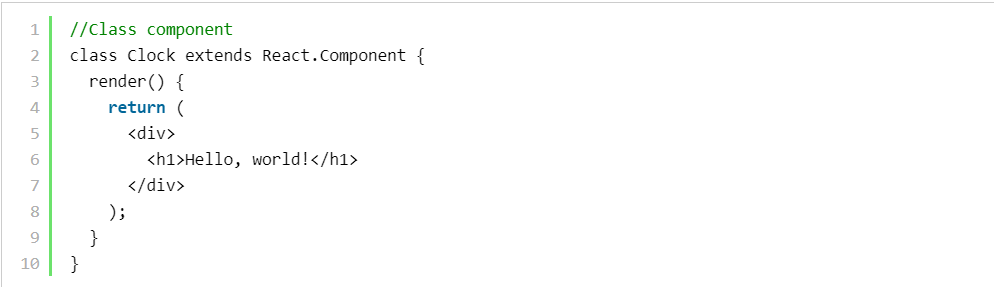 1 //Class component
2 class Clock extends React.Component {
3   render() {
4     return (
5       <div>
6         <h1>Hello, world!</h1>
7       </div>
8     );
9   }
10 }